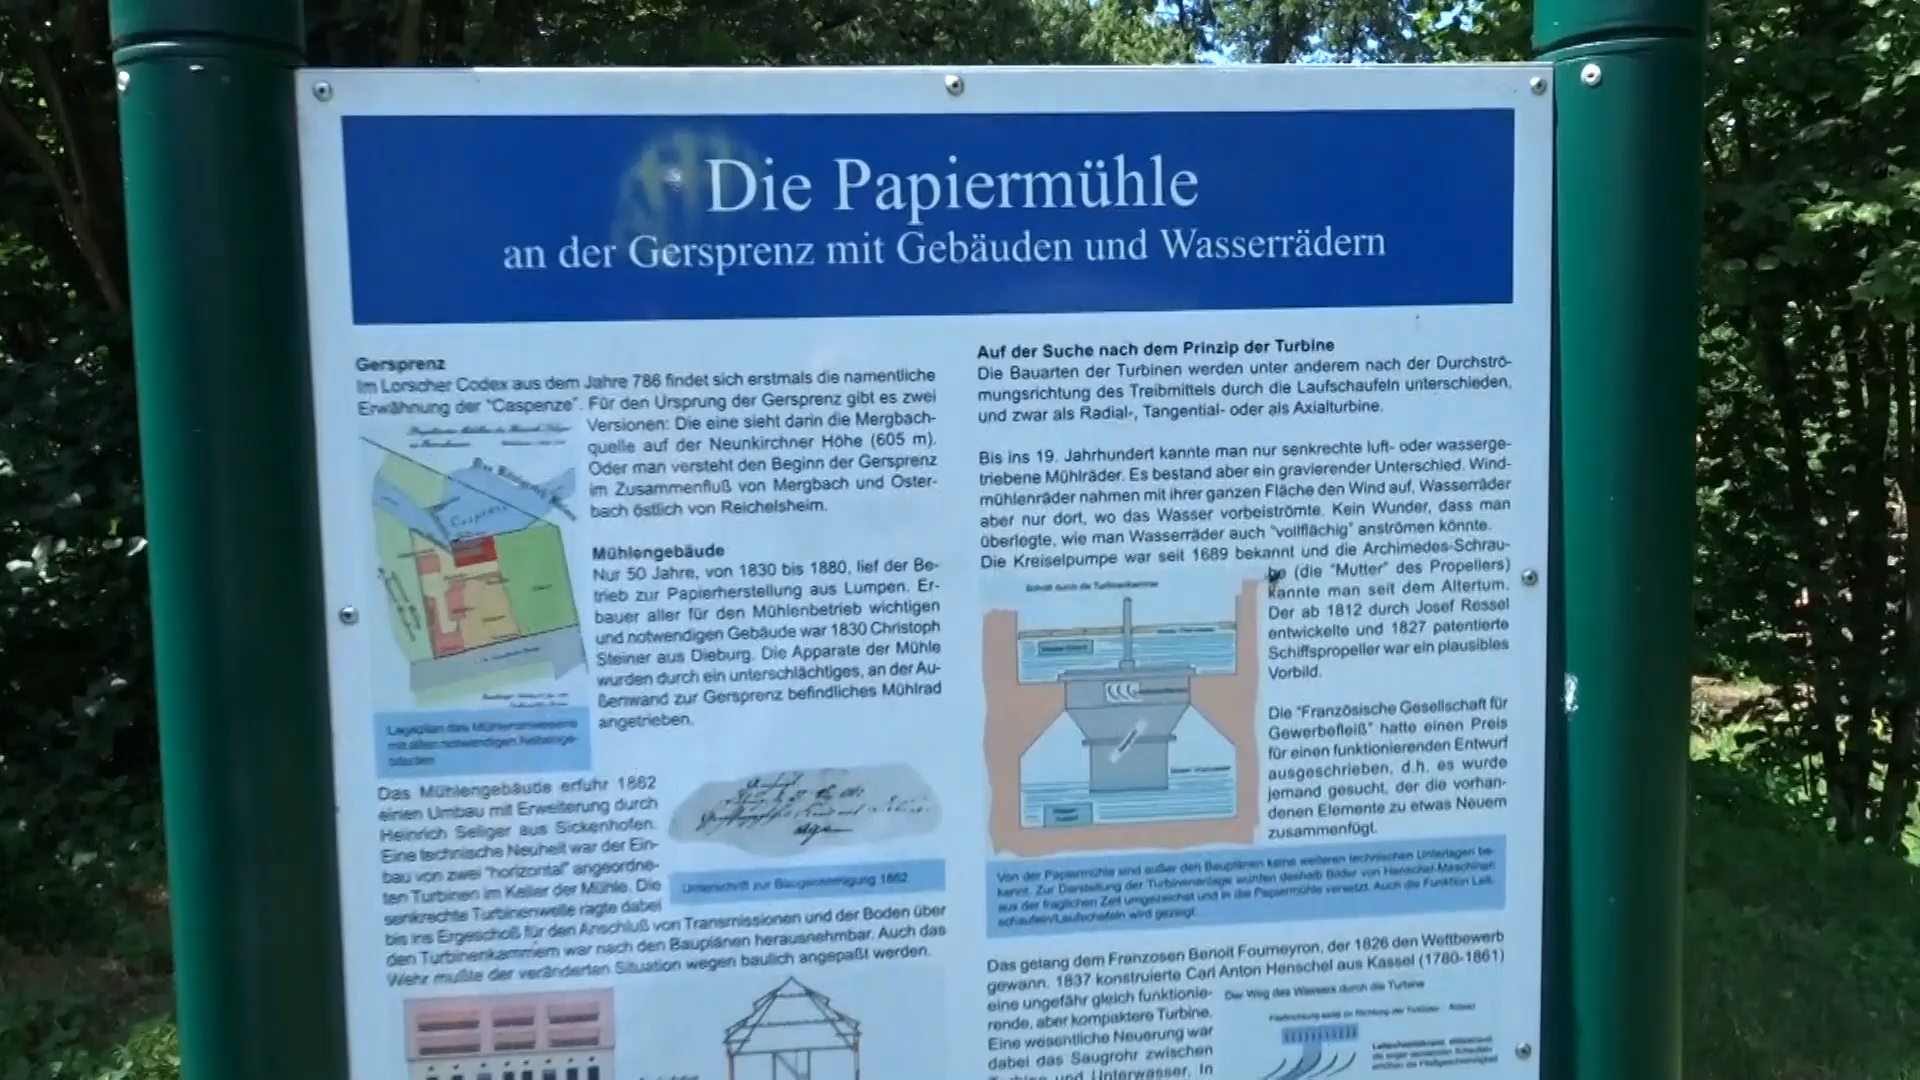 Die Papiermühle
an der Gersprenz mit Gebäuden und Wasserrädern
Gersprenz
Im Lorscher Codex aus dem Jahre 786 findet sich erstmals die namentliche
Erwähnung der "Caspenze". Für den Ursprung der Gersprenz gibt es zwei
Versionen: Die eine sieht darin die Mergbach-
quelle auf der Neunkirchner Höhe (605 m).
Oder man versteht den Beginn der Gersprenz
im Zusammenfluß von Mergbach und Oster-
bach östlich von Reichelsheim.
Mühlengebäude
Nur 50 Jahre, von 1830 bis 1880, lief der Be-
trieb zur Papierherstellung aus Lumpen. Er-
bauer aller für den Mühlenbetrieb wichtigen
und notwendigen Gebäude war 1830 Christoph
Steiner aus Dieburg. Die Apparate der Mühle
wurden durch ein unterschlächtiges, an der Au-
ßenwand zur Gersprenz befindliches Mühlrad
angetrieben.
Lageplan des Mühlenanwesens
mit allen notwendigen Nebenge-
bäuden
Das Mühlengebäude erfuhr 1862
einen Umbau mit Erweiterung durch
Heinrich Seliger aus Sickenhofen.
Eine technische Neuheit war der Ein-
bau von zwei "horizontal" angeordne-
ten Turbinen im Keller der Mühle. Die
senkrechte Turbinenwelle ragte dabei
bis ins Ergeschoß für den Anschluß von Transmissionen und der Boden über
den Turbinenkammern war nach den Bauplänen herausnehmbar. Auch das
Wehr mußte der veränderten Situation wegen baulich angepaßt werden.
Unterschrift zur Baugenehmigung 1862
Auf der Suche nach dem Prinzip der Turbine
Die Bauarten der Turbinen werden unter anderem nach der Durchströ-
mungsrichtung des Treibmittels durch die Laufschaufeln unterschieden,
und zwar als Radial-, Tangential- oder als Axialturbine.
Bis ins 19. Jahrhundert kannte man nur senkrechte luft- oder wasserge-
triebene Mühlräder. Es bestand aber ein gravierender Unterschied. Wind-
mühlenräder nahmen mit ihrer ganzen Fläche den Wind auf, Wasserräder
aber nur dort, wo das Wasser vorbeiströmte. Kein Wunder, dass man
überlegte, wie man Wasserräder auch "vollflächig" anströmen könnte.
Die Kreiselpumpe war seit 1689 bekannt und die Archimedes-Schrau-
be (die "Mutter" des Propellers)
kannte man seit dem Altertum.
Der ab 1812 durch Josef Ressel
entwickelte und 1827 patentierte
Schiffspropeller war ein plausibles
Vorbild.
Schnitt durch die Turbinenkammer
Die "Französische Gesellschaft für
Gewerbefleiß" hatte einen Preis
für einen funktionierenden Entwurf
ausgeschrieben, d.h. es wurde
jemand gesucht, der die vorhan-
denen Elemente zu etwas Neuem
zusammenfügt.
Von der Papiermühle sind außer den Bauplänen keine weiteren technischen Unterlagen be-
kannt. Zur Darstellung der Turbinenanlage wurden deshalb Bilder von Henschel-Maschinen
aus der fraglichen Zeit umgezeichnet und in die Papiermühle versetzt. Auch die Funktion Leit-
schaufeln/Laufschaufeln wird gezeigt.
Das gelang dem Franzosen Benoit Fourneyron, der 1826 den Wettbewerb
gewann. 1837 konstruierte Carl Anton Henschel aus Kassel (1780-1861)
eine ungefähr gleich funktionie-
rende, aber kompaktere Turbine.
Eine wesentliche Neuerung war
dabei das Saugrohr zwischen
Turbine und Unterwasser. In
Der Weg des Wassers durch die Turbine